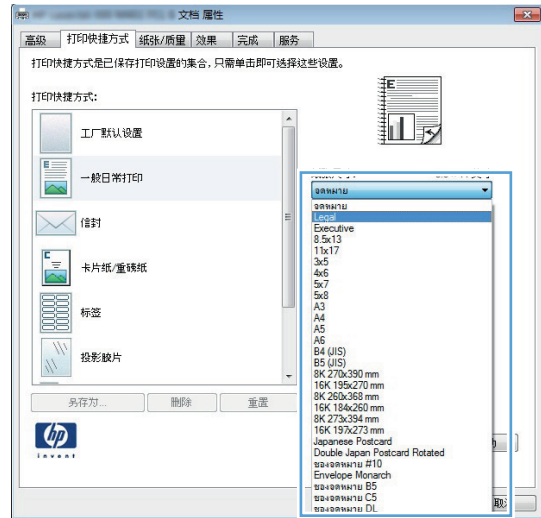 文档 属性
高级
打印快捷方式
纸张/质量
效果
完成
服务
打印快捷方式是已保存打印设置的集合，只需单击即可选择这些设置。
打印快捷方式:
工厂默认设置
一般日常打印
信封
卡片纸/重磅纸
标签
投影胶片
另存为...
删除
重置
hp
invent
จดหมาย
จดหมาย
Legal
Executive
8.5x13
11x17
3x5
4x6
5x7
5x8
A3
A4
A5
A6
B4 (JIS)
B5 (JIS)
8K 270x390 mm
16K 195x270 mm
8K 260x368 mm
16K 184x260 mm
8K 273x394 mm
16K 197x273 mm
Japanese Postcard
Double Japan Postcard Rotated
ซองจดหมาย #10
Envelope Monarch
ซองจดหมาย B5
ซองจดหมาย C5
ซองจดหมาย DL